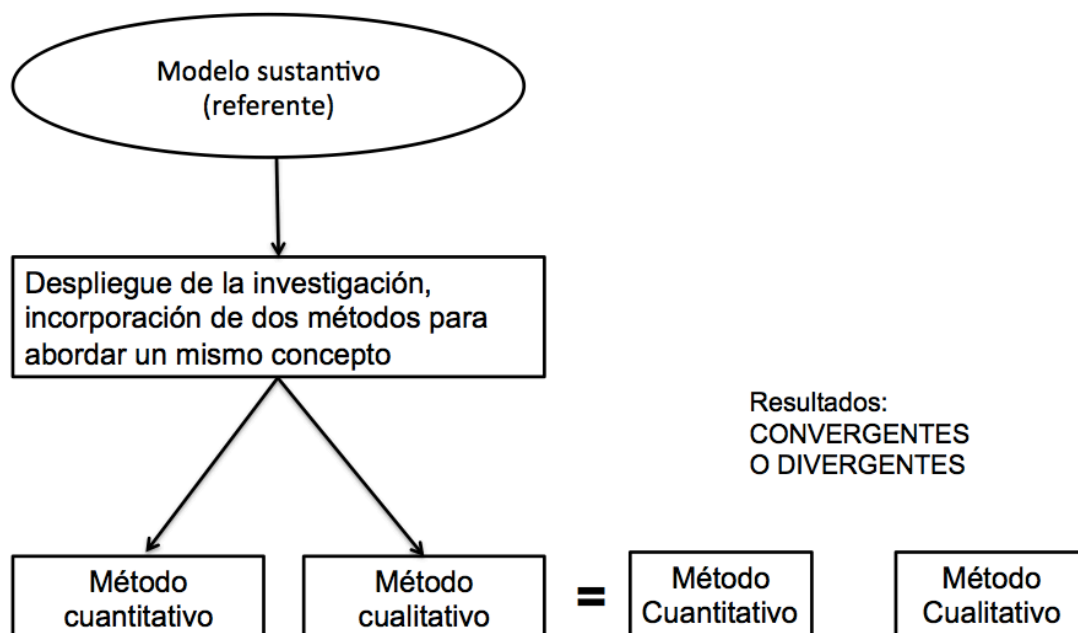 Modelo sustantivo
(referente)
Despliegue de la investigación,
incorporación de dos métodos para
abordar un mismo concepto
Resultados:
CONVERGENTES
O DIVERGENTES
Método
cuantitativo
Método
cualitativo
=
Método
Cuantitativo
Método
Cualitativo